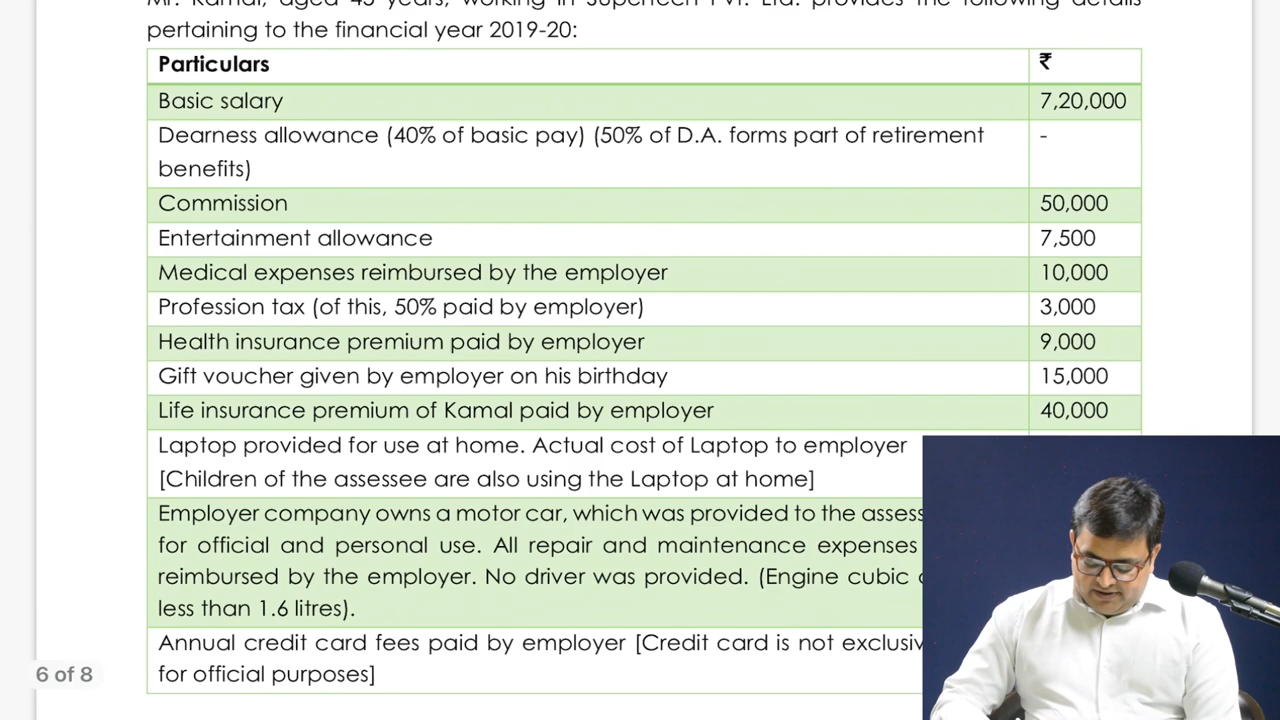 pertaining to the financial year 2019-20:
Particulars ₹
Basic salary 7,20,000
Dearness allowance (40% of basic pay) (50% of D.A. forms part of retirement -
benefits)
Commission 50,000
Entertainment allowance 7,500
Medical expenses reimbursed by the employer 10,000
Profession tax (of this, 50% paid by employer) 3,000
Health insurance premium paid by employer 9,000
Gift voucher given by employer on his birthday 15,000
Life insurance premium of Kamal paid by employer 40,000
Laptop provided for use at home. Actual cost of Laptop to employer
[Children of the assessee are also using the Laptop at home]
Employer company owns a motor car, which was provided to the
for official and personal use. All repair and maintenance expenses
reimbursed by the employer. No driver was provided. (Engine cubic
less than 1.6 litres).
Annual credit card fees paid by employer [Credit card is not
for official purposes]
6 of 8